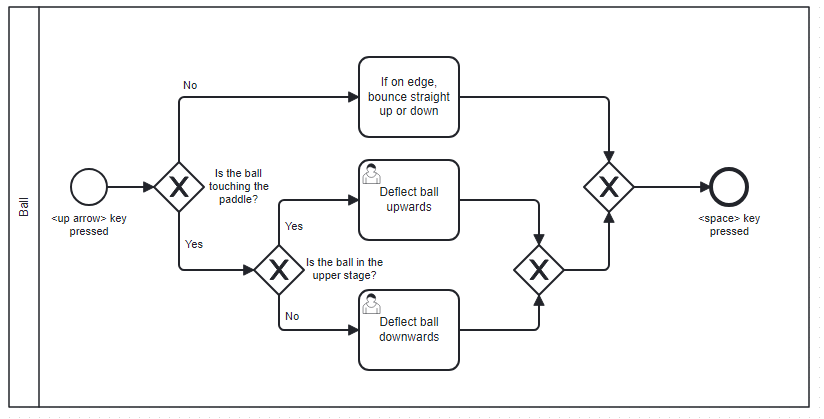 Ball
<up arrow> key
pressed
Is the ball
touching the
paddle?
No
If on edge,
bounce straight
up or down
Yes
Is the ball in the
upper stage?
Yes
Deflect ball
upwards
No
Deflect ball
downwards
<space> key
pressed